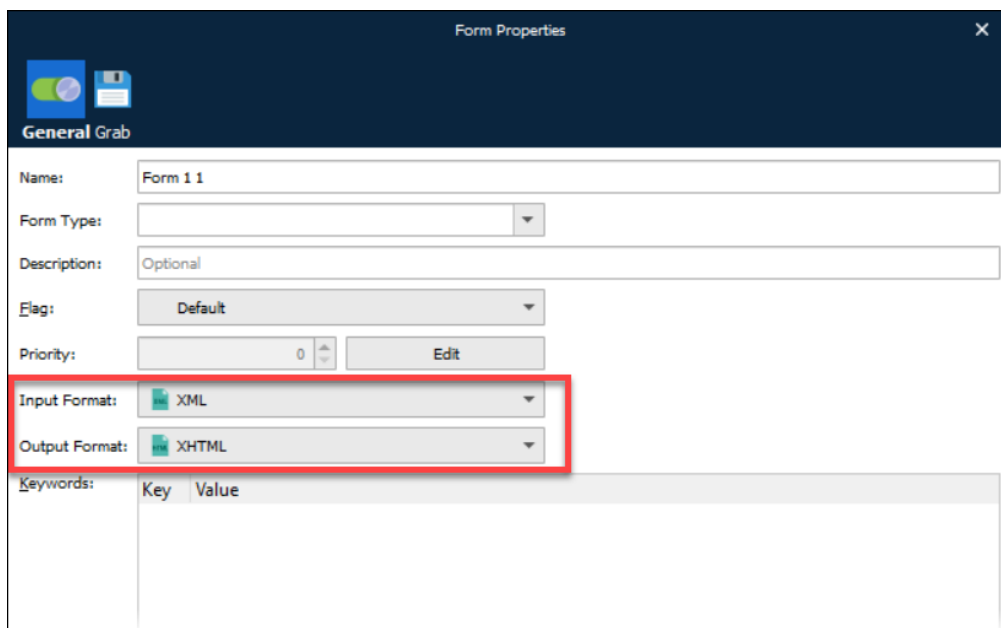 Form Properties
General Grab
Name: Form 1 1
Form Type:
Description: Optional
Flag: Default
Priority: 0 Edit
Input Format: XML
Output Format: XHTML
Keywords: Key Value